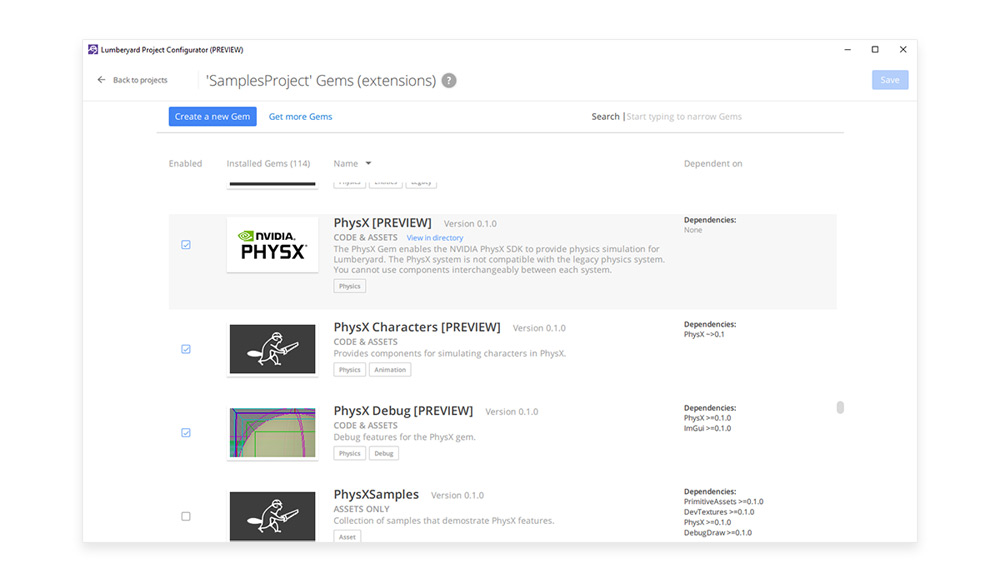 Lumberyard Project Configurator (PREVIEW)
Back to projects
'SamplesProject' Gems (extensions) ?
Save
Create a new Gem
Get more Gems
Search Start typing to narrow Gems
Enabled
Installed Gems (114)
Name
Dependent on
Physics
Legacy
NVIDIA.
PHYSX
PhysX [PREVIEW] Version 0.1.0
CODE & ASSETS View in directory
The PhysX Gem enables the NVIDIA PhysX SDK to provide physics simulation for
Lumberyard. The PhysX system is not compatible with the legacy physics system.
You cannot use components interchangeably between each system.
Physics
Dependencies:
None
PhysX Characters [PREVIEW] Version 0.1.0
CODE & ASSETS
Provides components for simulating characters in PhysX.
Physics
Animation
Dependencies:
PhysX ~>0.1
PhysX Debug [PREVIEW] Version 0.1.0
CODE & ASSETS
Debug features for the PhysX gem.
Physics
Debug
Dependencies:
PhysX >=0.1.0
ImGui >=0.1.0
PhysXSamples Version 0.1.0
ASSETS ONLY
Collection of samples that demostrate PhysX features.
Asset
Dependencies:
PrimitiveAssets >=0.1.0
DevTextures >=0.1.0
PhysX >=0.1.0
DebugDraw >=0.1.0